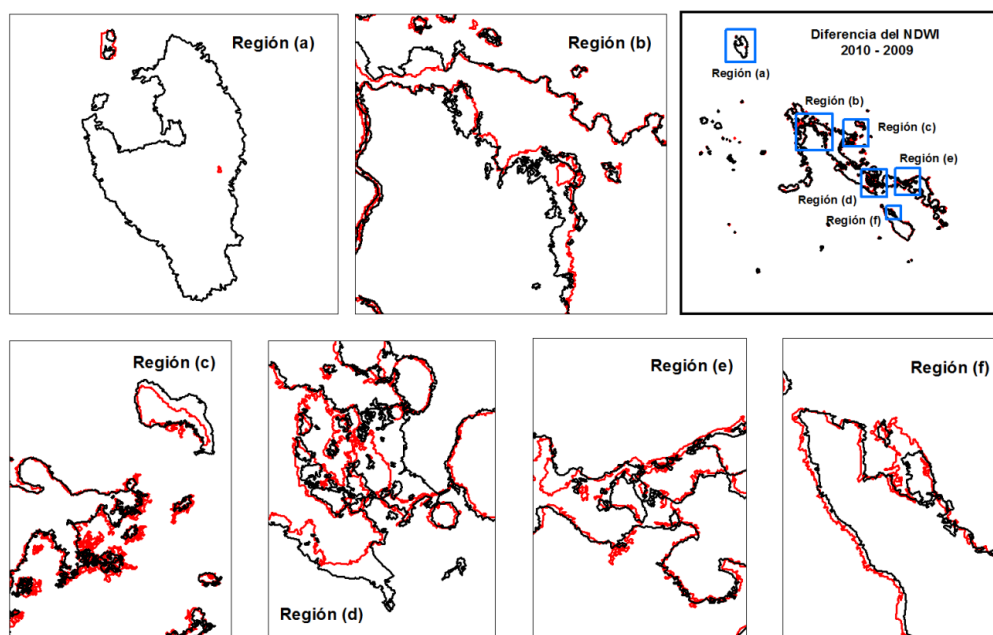 Región (a)
Región (b)
Diferencia del NDWI
2010 - 2009
Región (a)
Región (b)
Región (c)
Región (e)
Región (d)
Región (f)
Región (c)
Región (d)
Región (e)
Región (f)